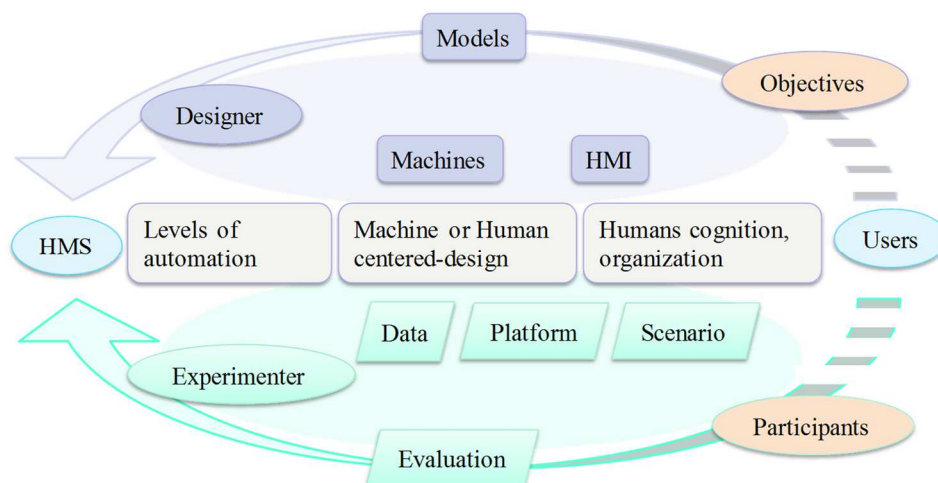 Models
Objectives
Designer
Machines
HMI
HMS
Levels of
automation
Machine or Human
centered-design
Humans cognition,
organization
Users
Data
Platform
Scenario
Experimenter
Participants
Evaluation